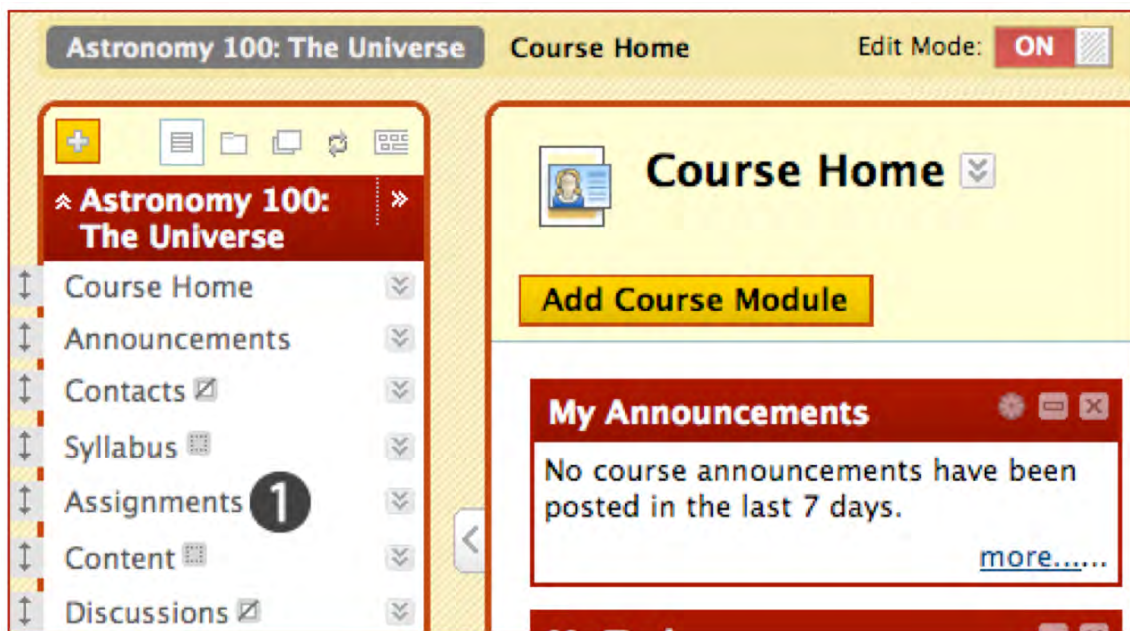 Astronomy 100: The Universe Course Home Edit Mode: ON
Astronomy 100:
The Universe
Course Home
Announcements
Contacts
Syllabus
Assignments 1
Content
Discussions
Course Home
Add Course Module
My Announcements
No course announcements have been
posted in the last 7 days.
more......